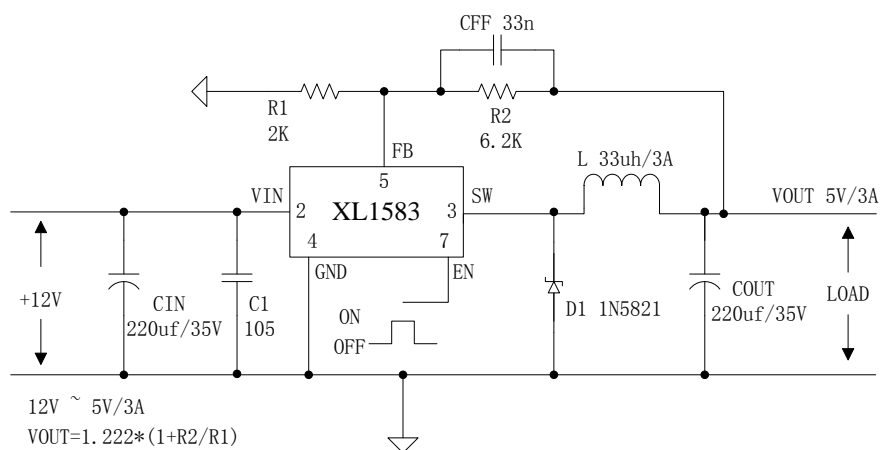 CFF 33n
R1
2K
R2
6.2K
FB
5
L 33uh/3A
VIN
2
XL1583
3
SW
VOUT 5V/3A
4
7
GND
EN
+12V
CIN
220uf/35V
C1
105
ON
OFF
D1 1N5821
COUT
220uf/35V
LOAD
12V ~ 5V/3A
VOUT=1.222*(1+R2/R1)